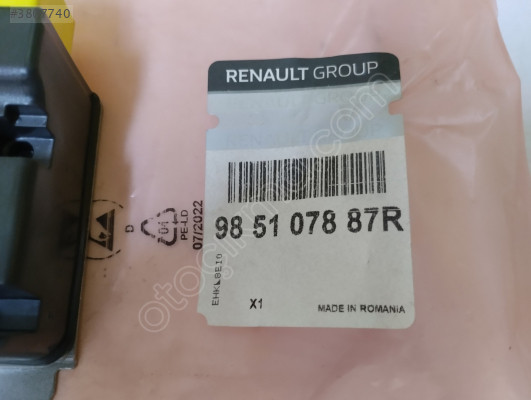 RENAULT GROUP
98 51 078 87R
X1
MADE IN ROMANIA
D
PE-LD
07/2022
otogirisim.com